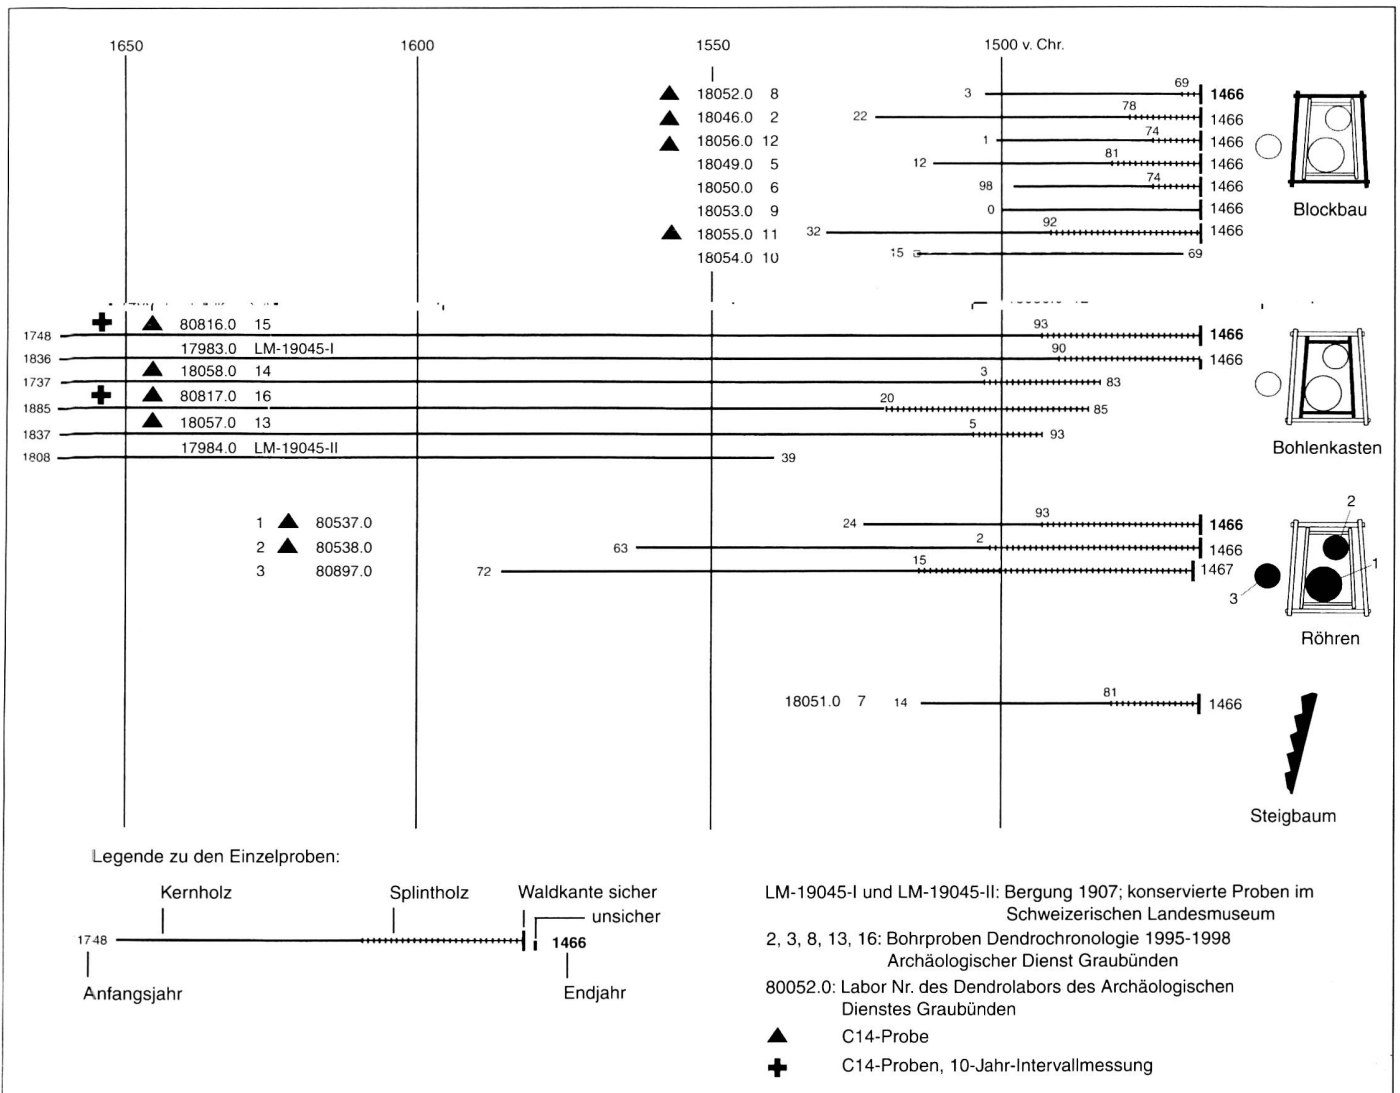 1650 1600 1550 1500 v. Chr.
18052.0 8 3 69 1466
18046.0 2 22 78 1466
18056.0 12 1 74 1466
18049.0 5 12 81 1466
18050.0 6 98 74 1466
18053.0 9 0 1466
18055.0 11 32 92 1466
18054.0 10 15 69
Blockbau
80816.0 15
1748 93 1466
17983.0 LM-19045-I
1836 90 1466
18058.0 14
1737 3 83
80817.0 16
1885 20 85
18057.0 13
1837 5 93
17984.0 LM-19045-II
1808 39
Bohlenkasten
1 80537.0 24 93 1466
2 80538.0 63 2 1466
3 80897.0 72 15 1467
2
1
3
Röhren
18051.0 7 14 81 1466
Steigbaum
Legende zu den Einzelproben:
Kernholz Splintholz Waldkante sicher
unsicher
1748 1466
Anfangsjahr Endjahr
LM-19045-I und LM-19045-II: Bergung 1907; konservierte Proben im
Schweizerischen Landesmuseum
2, 3, 8, 13, 16: Bohrproben Dendrochronologie 1995-1998
Archäologischer Dienst Graubünden
80052.0: Labor Nr. des Dendrolabors des Archäologischen
Dienstes Graubünden
C14-Probe
C14-Proben, 10-Jahr-Intervallmessung